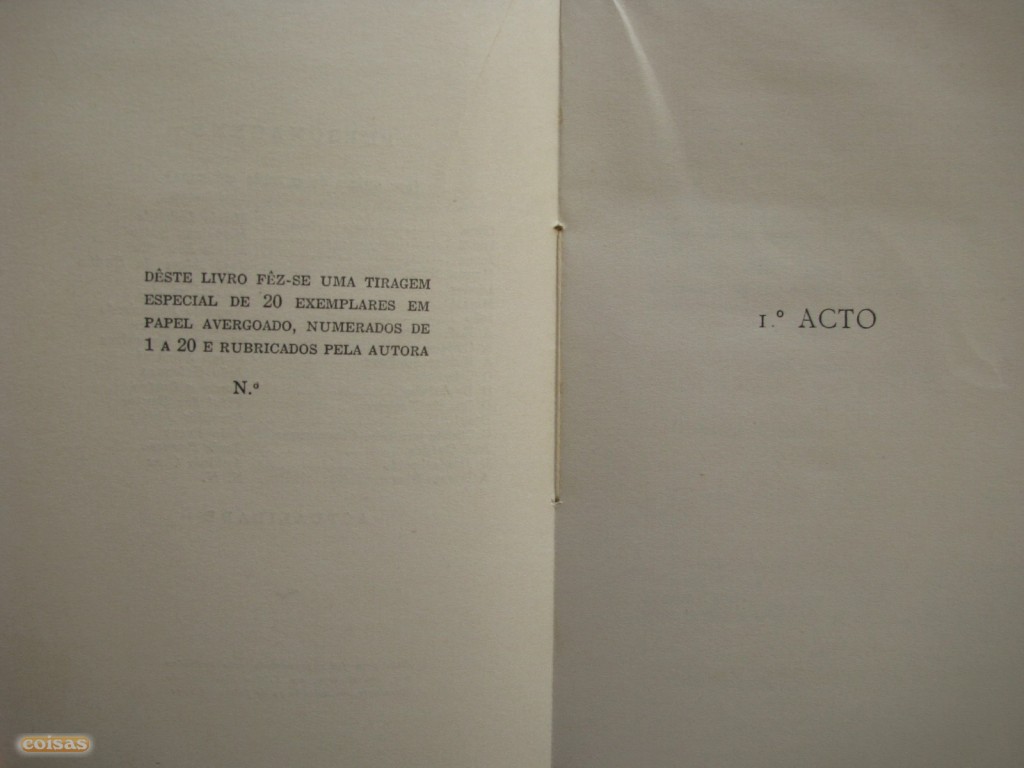 DÊSTE LIVRO FÊZ-SE UMA TIRAGEM
ESPECIAL DE 20 EXEMPLARES EM
PAPEL AVERGOADO, NUMERADOS DE
1 A 20 E RUBRICADOS PELA AUTORA
N.º
1.º ACTO
coisas